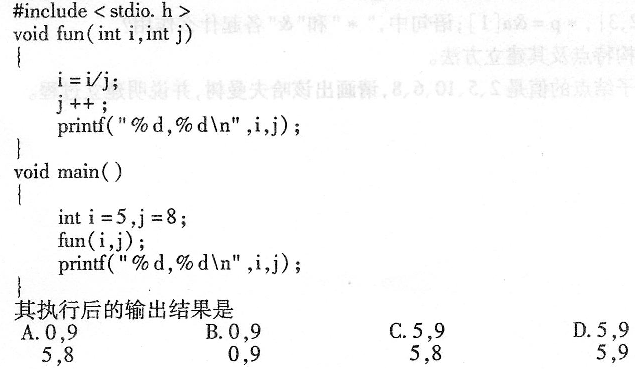 #include < stdio. h >
void fun( int i,int j)
{
i = i/j;
j ++ ;
printf( " % d,% d\n" ,i,j) ;
}
void main( )
{
int i = 5 ,j = 8 ;
fun(i,j) ;
printf( " % d,% d\n" ,i,j) ;
}
其执行后的输出结果是
A. 0,9 B. 0,9 C. 5,9 D. 5,9
5,8 0,9 5,8 5,9